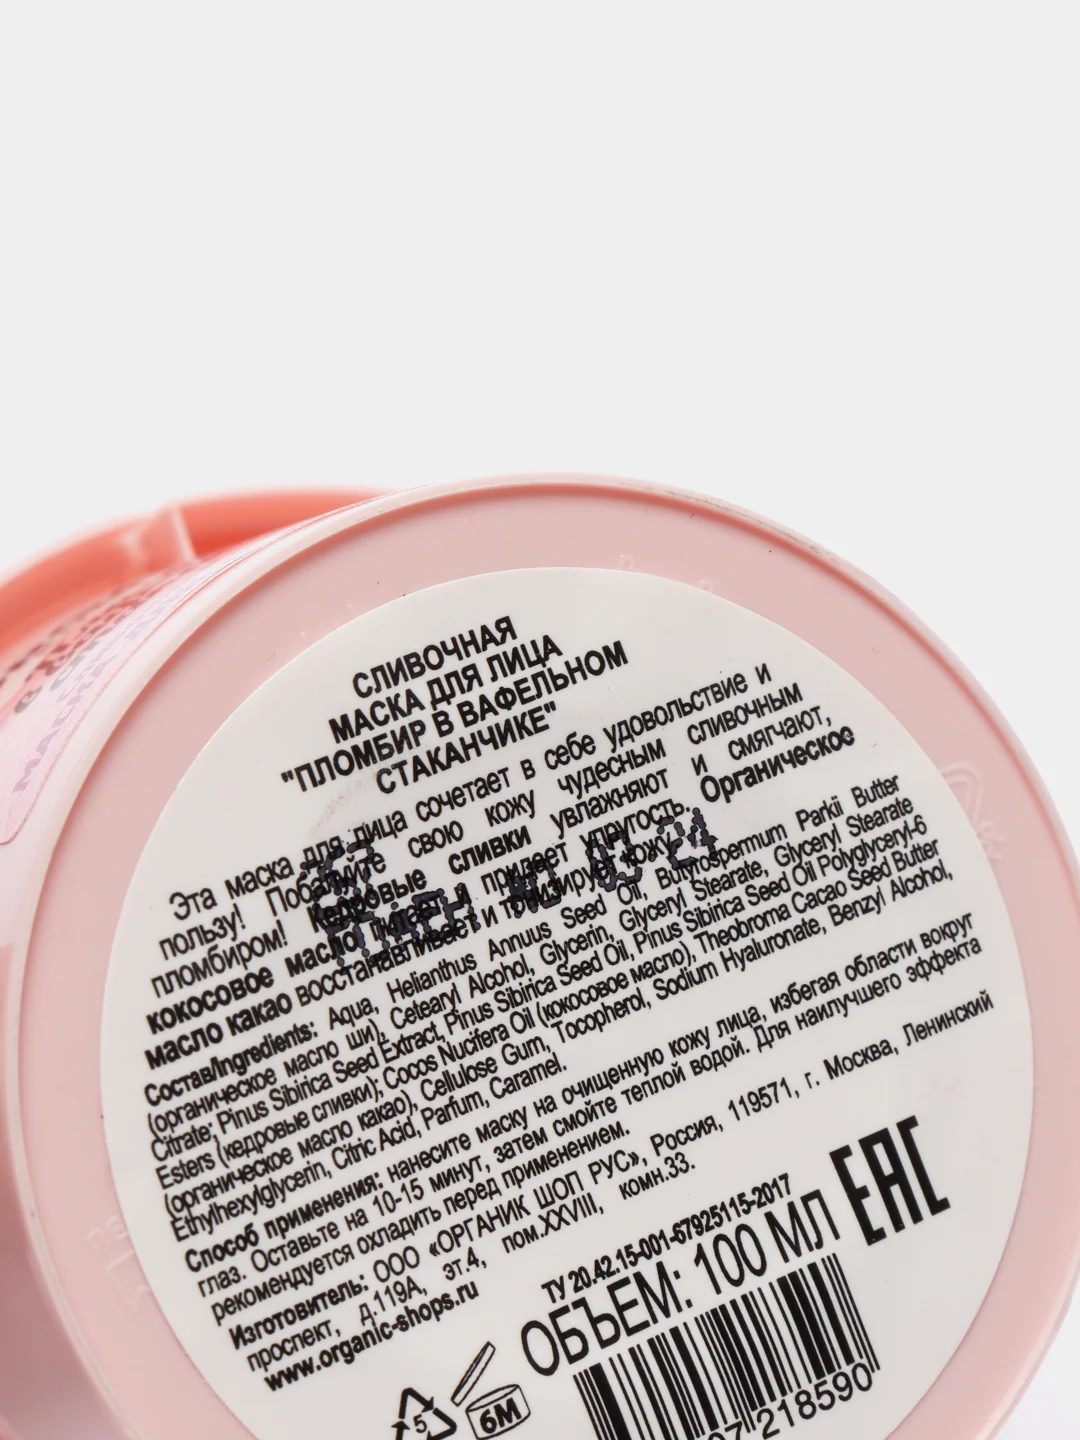 СЛИВОЧНАЯ
МАСКА ДЛЯ ЛИЦА
"ПЛОМБИР В ВАФЕЛЬНОМ
СТАКАНЧИКЕ"
Эта маска для лица сочетает в себе удовольствие и
пользу! Побалуйте свою кожу чудесным сливочным
пломбиром! Кедровые сливки увлажняют и смягчают,
кокосовое масло питает и придает упругость. Органическое
масло какао восстанавливает и тонизирует кожу.
Состав/Ingredients: Aqua, Helianthus Annuus Seed Oil, Butyrospermum Parkii Butter
(органическое масло ши), Cetearyl Alcohol, Glycerin, Glyceryl Stearate, Glyceryl Stearate
Citrate; Pinus Sibirica Seed Extract, Pinus Sibirica Seed Oil, Pinus Sibirica Seed Oil Polyglyceryl-6
Esters (кедровые сливки); Cocos Nucifera Oil (кокосовое масло), Theobroma Cacao Seed Butter
(органическое масло какао), Cellulose Gum, Tocopherol, Sodium Hyaluronate, Benzyl Alcohol,
Ethylhexylglycerin, Citric Acid, Parfum, Caramel.
Способ применения: нанесите маску на очищенную кожу лица, избегая области вокруг
глаз. Оставьте на 10-15 минут, затем смойте теплой водой. Для наилучшего эффекта
рекомендуется охладить перед применением.
Изготовитель: ООО «ОРГАНИК ШОП РУС», Россия, 119571, г. Москва, Ленинский
проспект, д.119А, эт.4, пом.XXVIII, комн.33.
www.organic-shops.ru
ТУ 20.42.15-001-67925115-2017
ОБЪЕМ: 100 МЛ
EAC
5
6М
218590